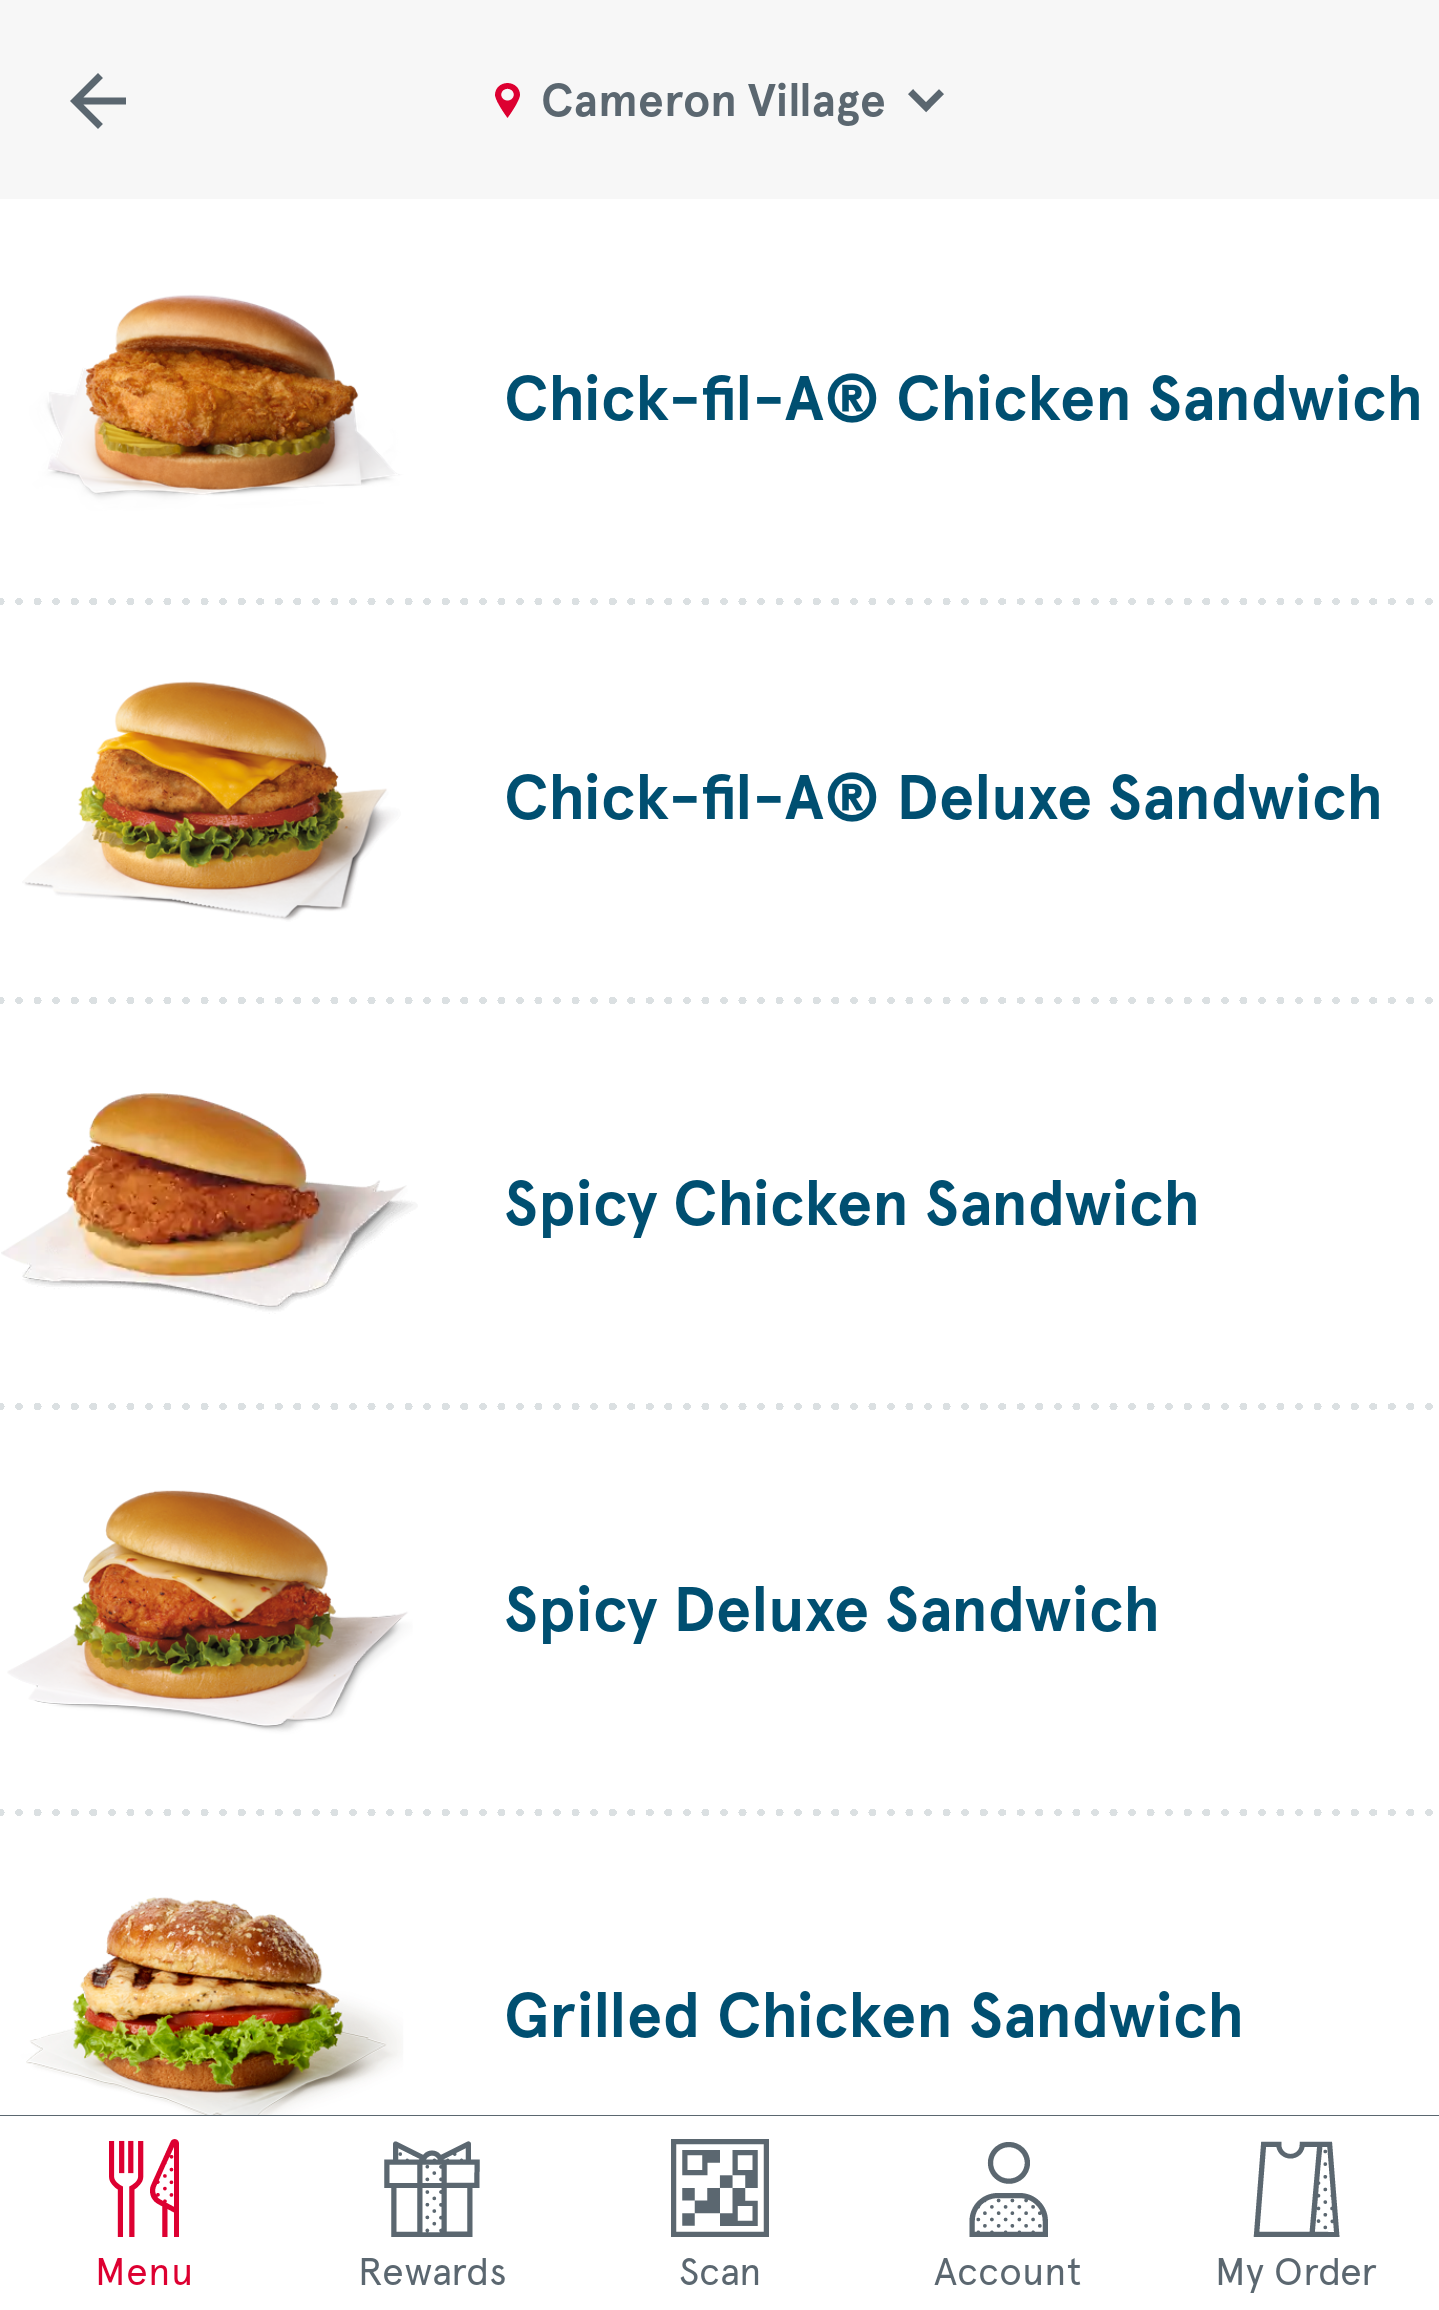 Cameron Village
Chick-fil-A® Chicken Sandwich
Chick-fil-A® Deluxe Sandwich
Spicy Chicken Sandwich
Spicy Deluxe Sandwich
Grilled Chicken Sandwich
Menu
Rewards
Scan
Account
My Order